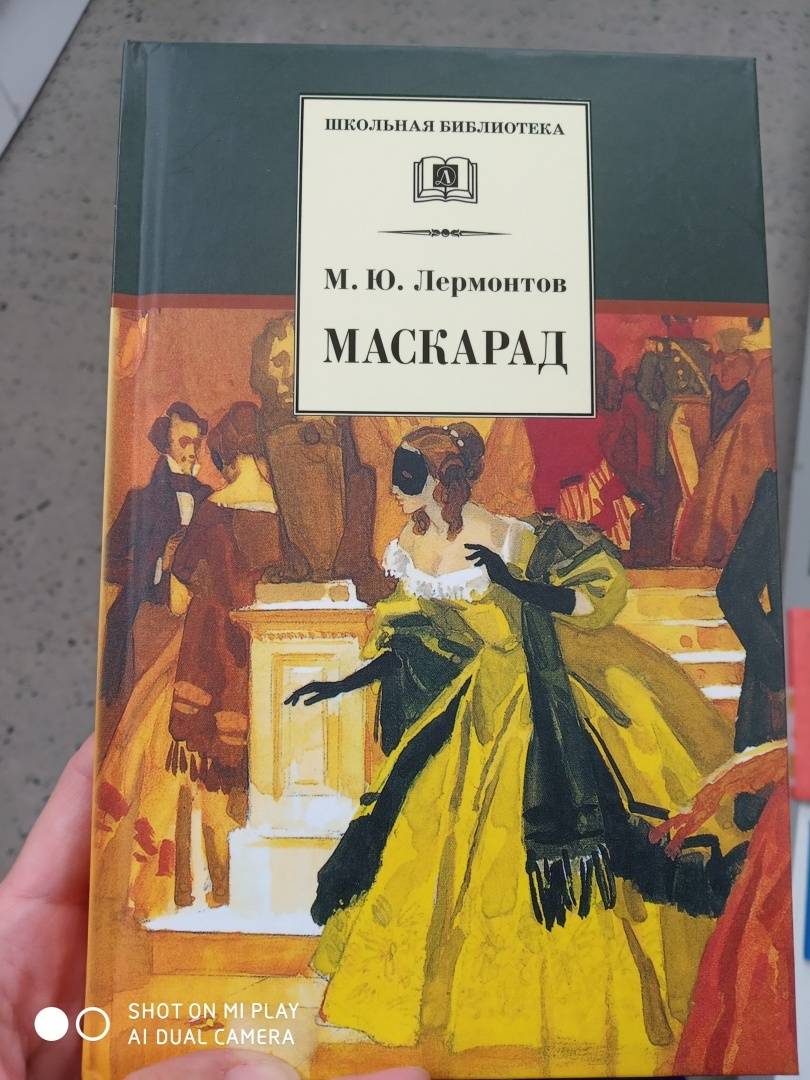 ШКОЛЬНАЯ БИБЛИОТЕКА
Д
М. Ю. Лермонтов
МАСКАРАД
SHOT ON MI PLAY
AI DUAL CAMERA